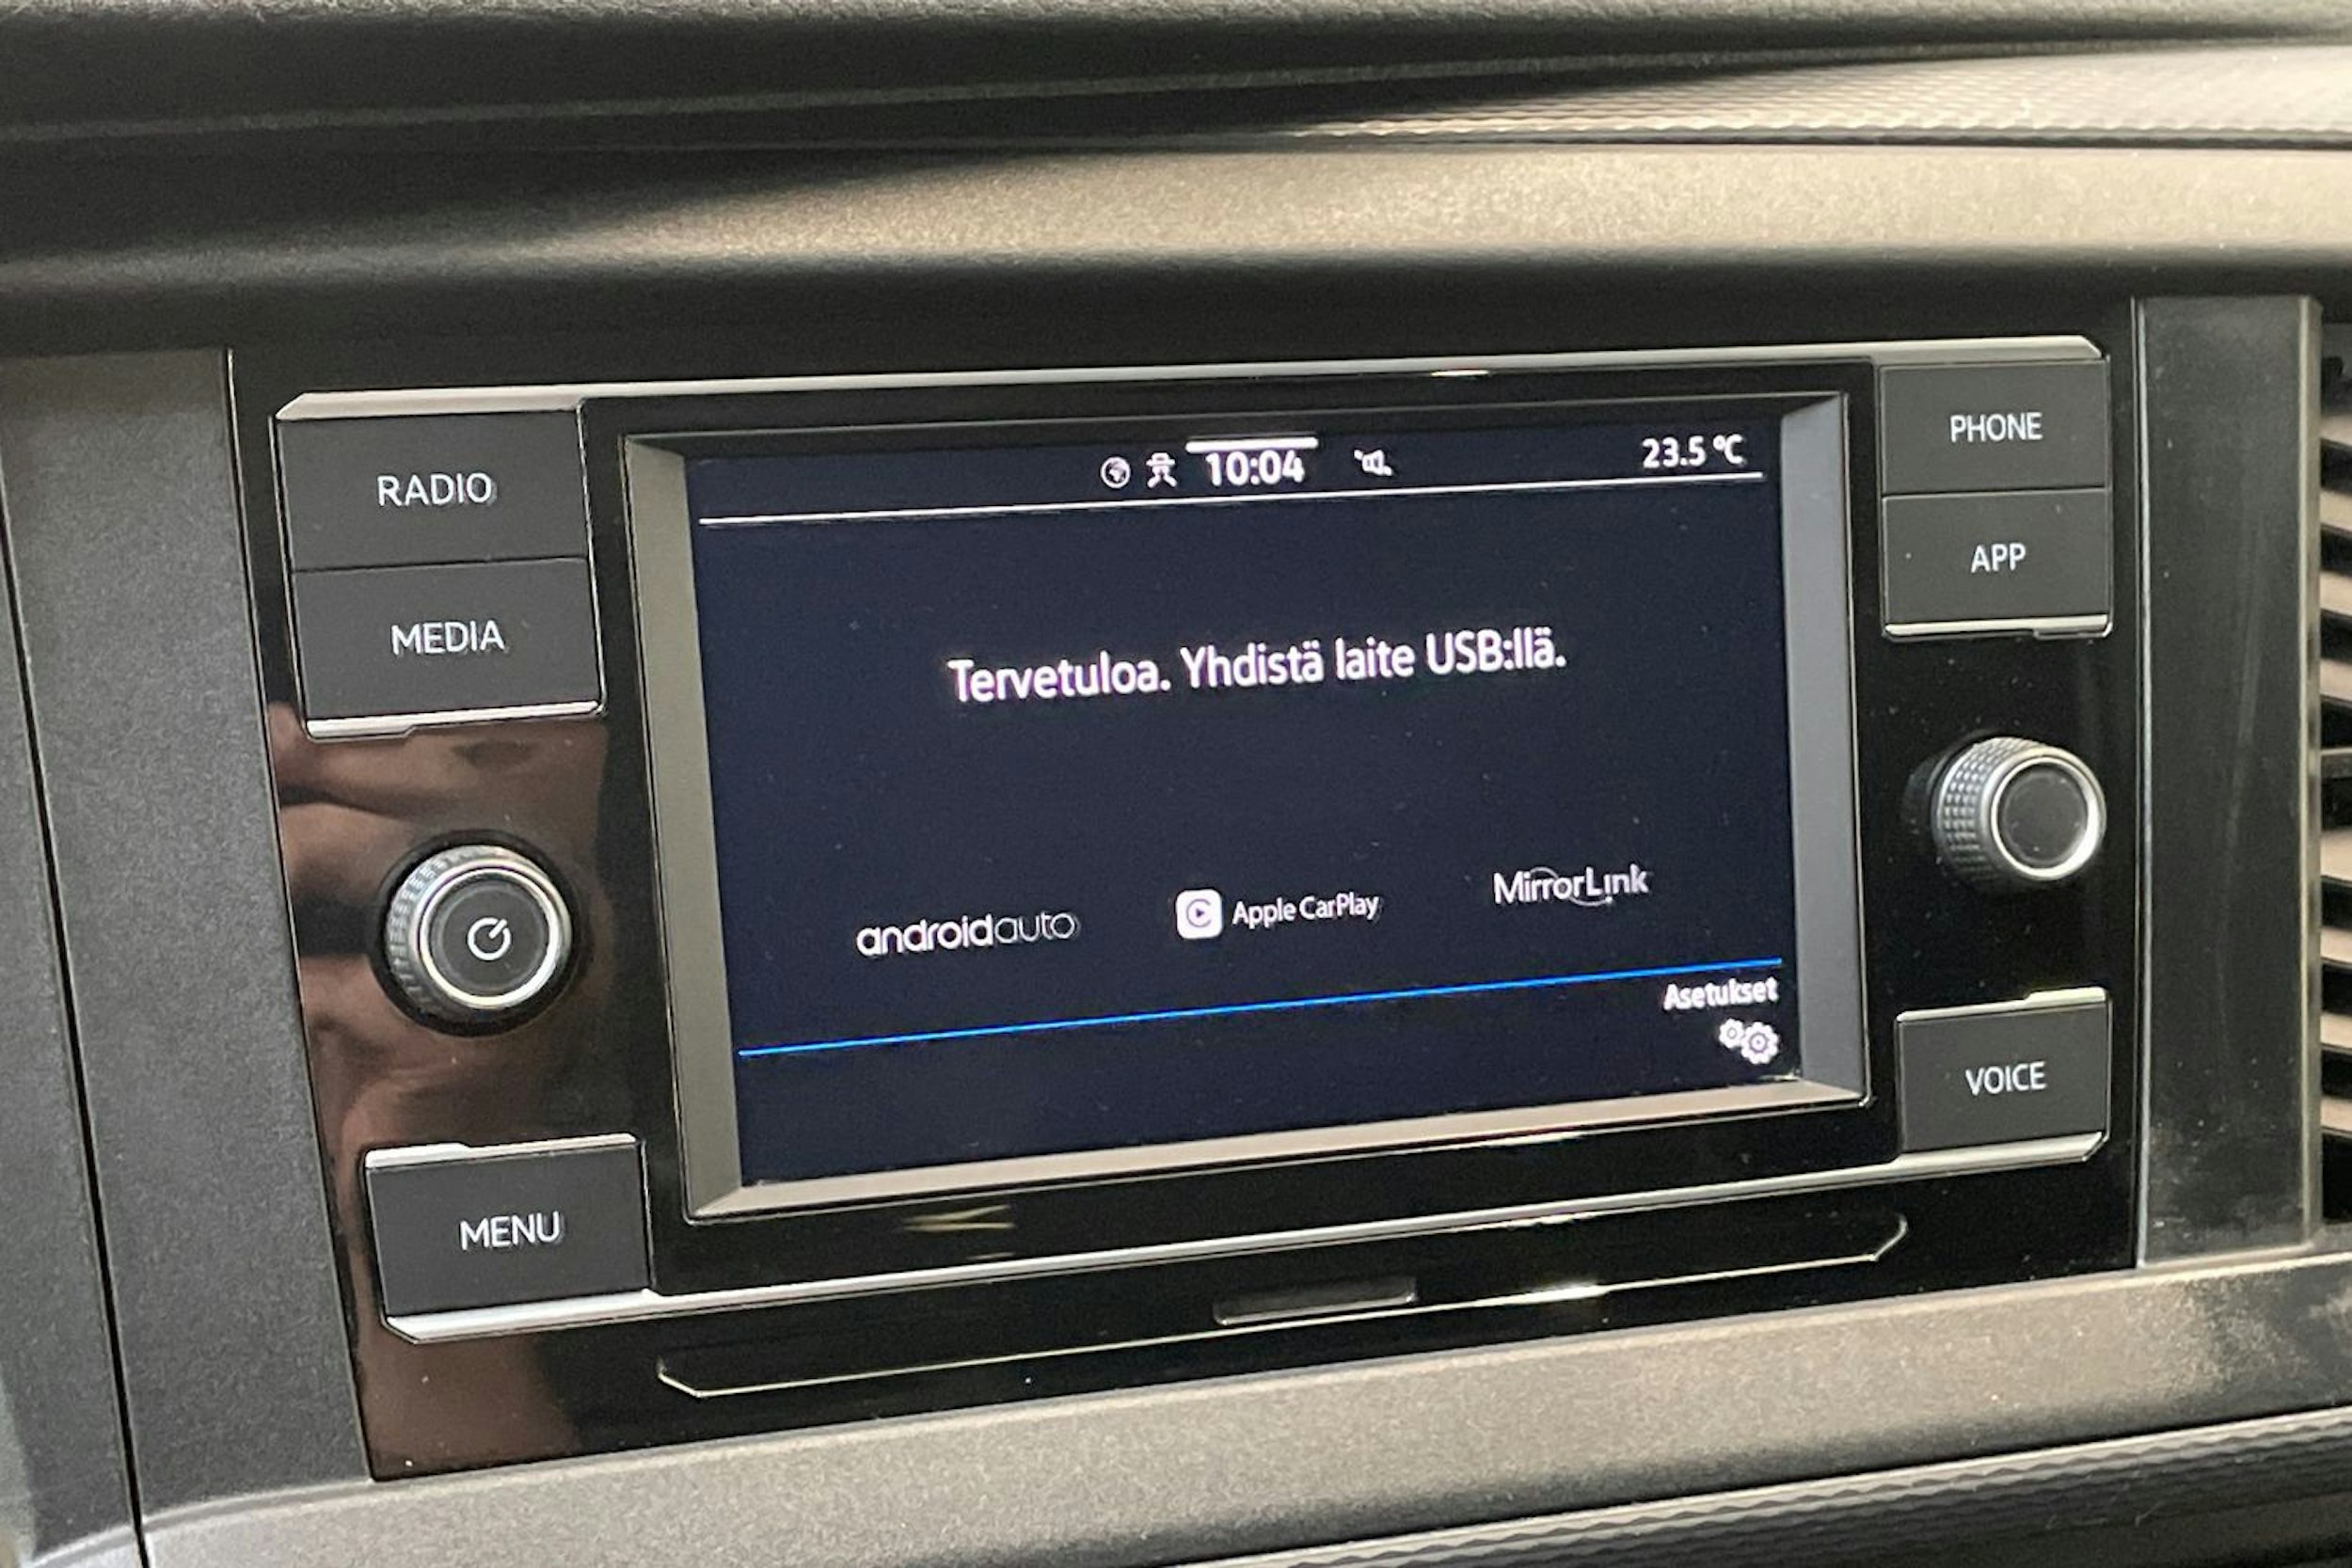 RADIO
MEDIA
MENU
10:04
23.5 °C
Tervetuloa. Yhdistä laite USB:llä.
androidauto
Apple CarPlay
MirrorLink
Asetukset
PHONE
APP
VOICE